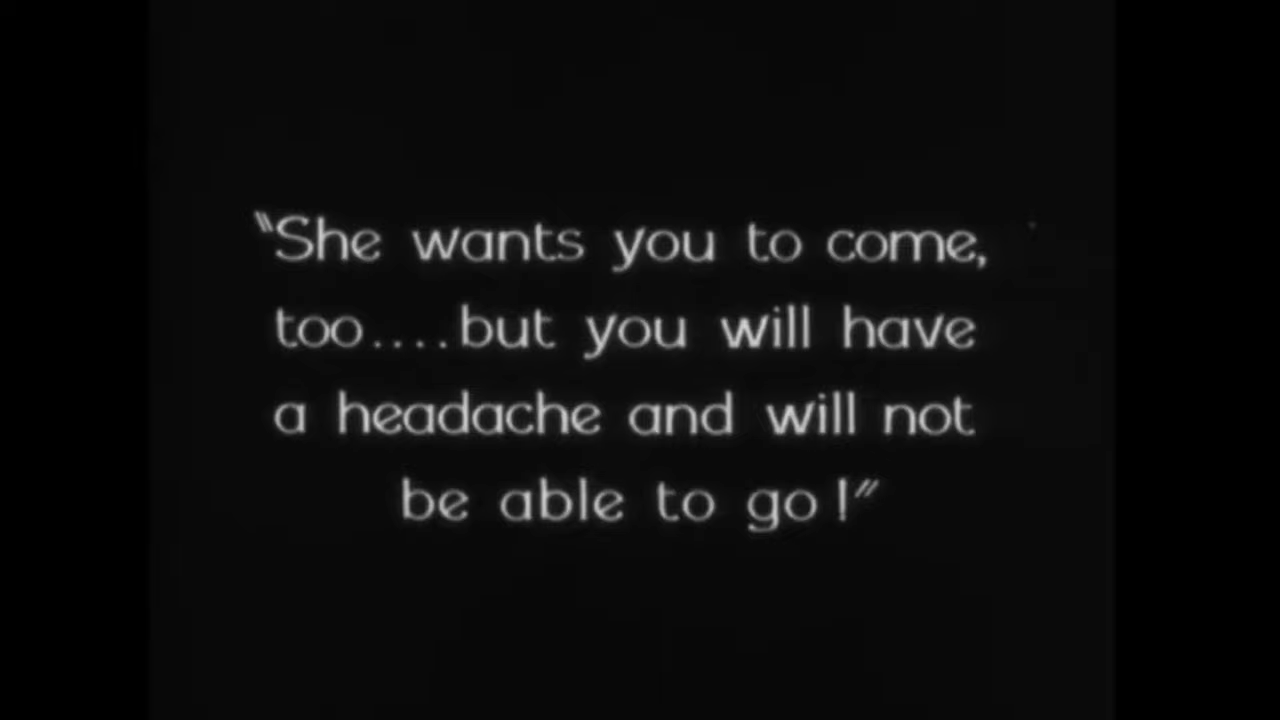 "She wants you to come,
too....but you will have
a headache and will not
be able to go!"